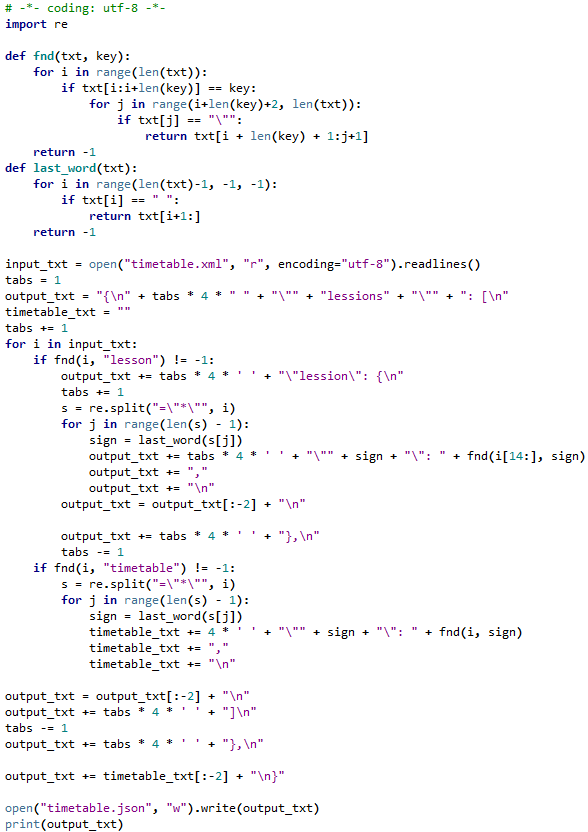 # -*- coding: utf-8 -*-
import re

def fnd(txt, key):
    for i in range(len(txt)):
        if txt[i:i+len(key)] == key:
            for j in range(i+len(key)+2, len(txt)):
                if txt[j] == "\"":
                    return txt[i + len(key) + 1:j+1]
    return -1
def last_word(txt):
    for i in range(len(txt)-1, -1, -1):
        if txt[i] == " ":
            return txt[i+1:]
    return -1

input_txt = open("timetable.xml", "r", encoding="utf-8").readlines()
tabs = 1
output_txt = "{\n" + tabs * 4 * " " + "\"" + "lessions" + "\"" + ": [\n"
timetable_txt = ""
tabs += 1
for i in input_txt:
    if fnd(i, "lesson") != -1:
        output_txt += tabs * 4 * ' ' + "\"lession\": {\n"
        tabs += 1
        s = re.split("=\"*\"", i)
        for j in range(len(s) - 1):
            sign = last_word(s[j])
            output_txt += tabs * 4 * ' ' + "\"" + sign + "\": " + fnd(i[14:], sign)
            output_txt += ","
            output_txt += "\n"
        output_txt = output_txt[:-2] + "\n"

        output_txt += tabs * 4 * ' ' + "},\n"
        tabs -= 1
    if fnd(i, "timetable") != -1:
        s = re.split("=\"*\"", i)
        for j in range(len(s) - 1):
            sign = last_word(s[j])
            timetable_txt += 4 * ' ' + "\"" + sign + "\": " + fnd(i, sign)
            timetable_txt += ","
            timetable_txt += "\n"

output_txt = output_txt[:-2] + "\n"
output_txt += tabs * 4 * ' ' + "]\n"
tabs -= 1
output_txt += tabs * 4 * ' ' + "},\n"

output_txt += timetable_txt[:-2] + "\n}"

open("timetable.json", "w").write(output_txt)
print(output_txt)